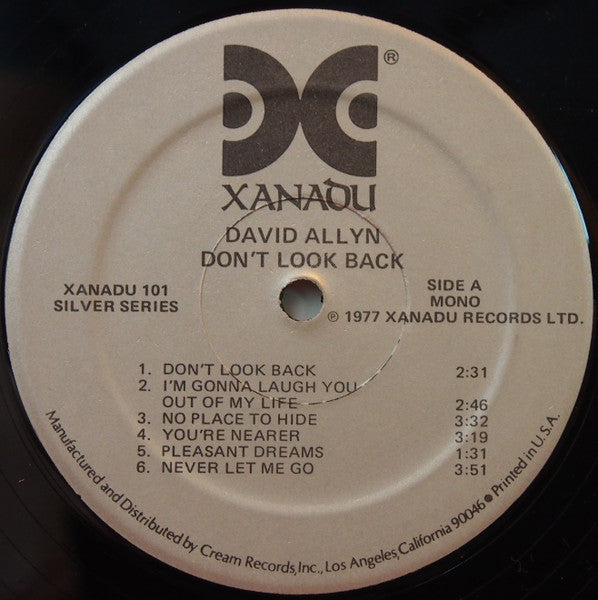 ®
XANADU
DAVID ALLYN
DON'T LOOK BACK
XANADU 101
SILVER SERIES
SIDE A
MONO
℗ 1977 XANADU RECORDS LTD.
1. DON'T LOOK BACK 2:31
2. I'M GONNA LAUGH YOU
OUT OF MY LIFE 2:46
3. NO PLACE TO HIDE 3:32
4. YOU'RE NEARER 3:19
5. PLEASANT DREAMS 1:31
6. NEVER LET ME GO 3:51
Manufactured and Distributed by Cream Records, Inc., Los Angeles, California 90046 ● Printed in U.S.A.